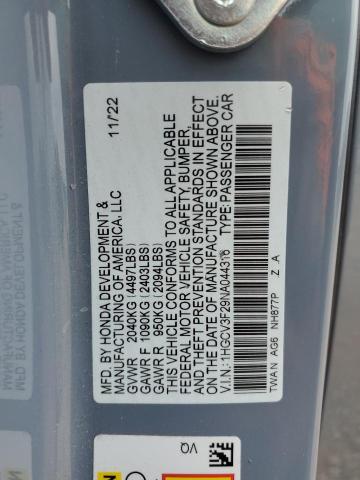 MFD. BY HONDA DEVELOPMENT & 11/22
MANUFACTURING OF AMERICA, LLC
GVWR 2040KG (4497LBS)
GAWR F 1090KG (2403LBS)
GAWR R 950KG (2094LBS)
THIS VEHICLE CONFORMS TO ALL APPLICABLE
FEDERAL MOTOR VEHICLE SAFETY, BUMPER,
AND THEFT PREVENTION STANDARDS IN EFFECT
ON THE DATE OF MANUFACTURE SHOWN ABOVE.
V.I.N.: 1HGCV3F29NA044316 TYPE: PASSENGER CAR
TWAN AG6 NH877P Z A
VQ